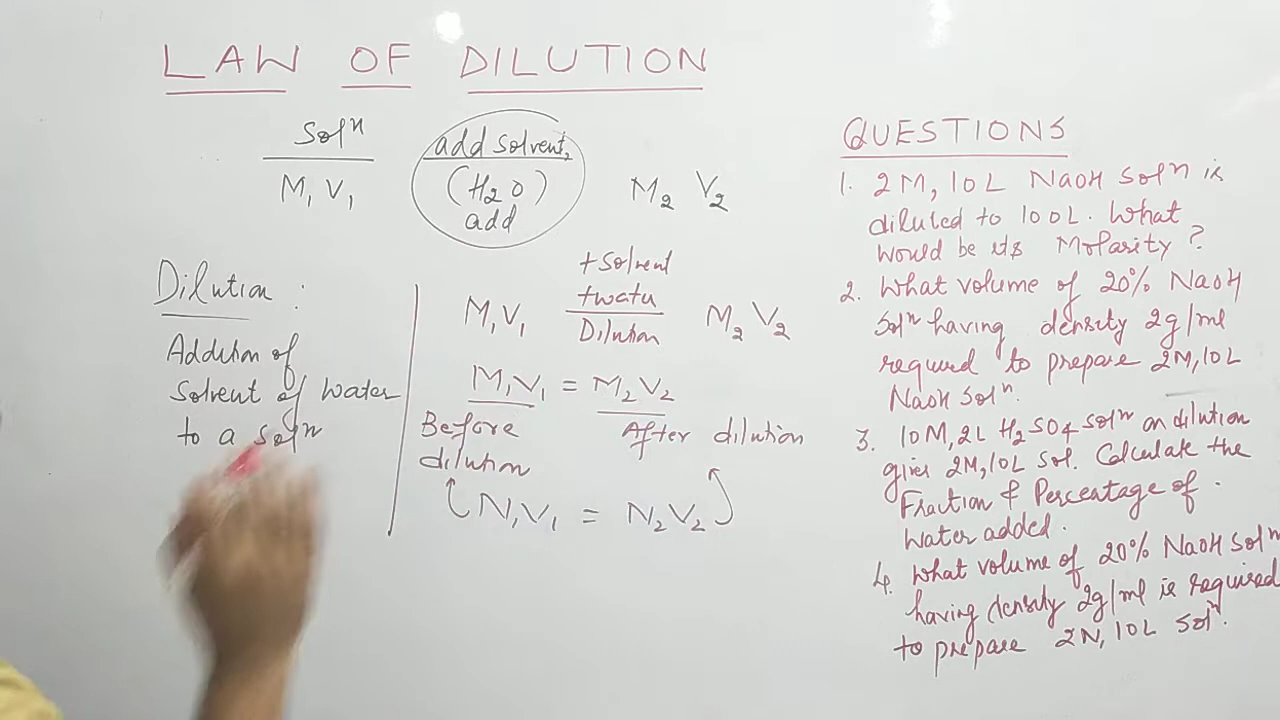 LAW OF DILUTION
Solⁿ
M₁V₁
add solvent
(H₂O)
add
M₂ V₂
Dilution :
Addition of
Solvent of water
to a solⁿ
+solvent
+water
M₁V₁
Dilution
M₂V₂
M₁V₁ = M₂V₂
Before
dilution
After dilution
N₁V₁ = N₂V₂
QUESTIONS
1. 2M, 10L NaOH Solⁿ is
diluted to 100L. What
would be its Molarity?
2. What volume of 20% NaOH
Solⁿ having density 2g/ml
required to prepare 2M, 10L
NaOH Solⁿ.
3. 10M, 2L H₂SO₄ solⁿ on dilution
gives 2M, 10L sol. Calculate the
Fraction & Percentage of
Water added.
4. What volume of 20% NaOH Solⁿ
having density 2g/ml is required
to prepare 2N, 10L Solⁿ.